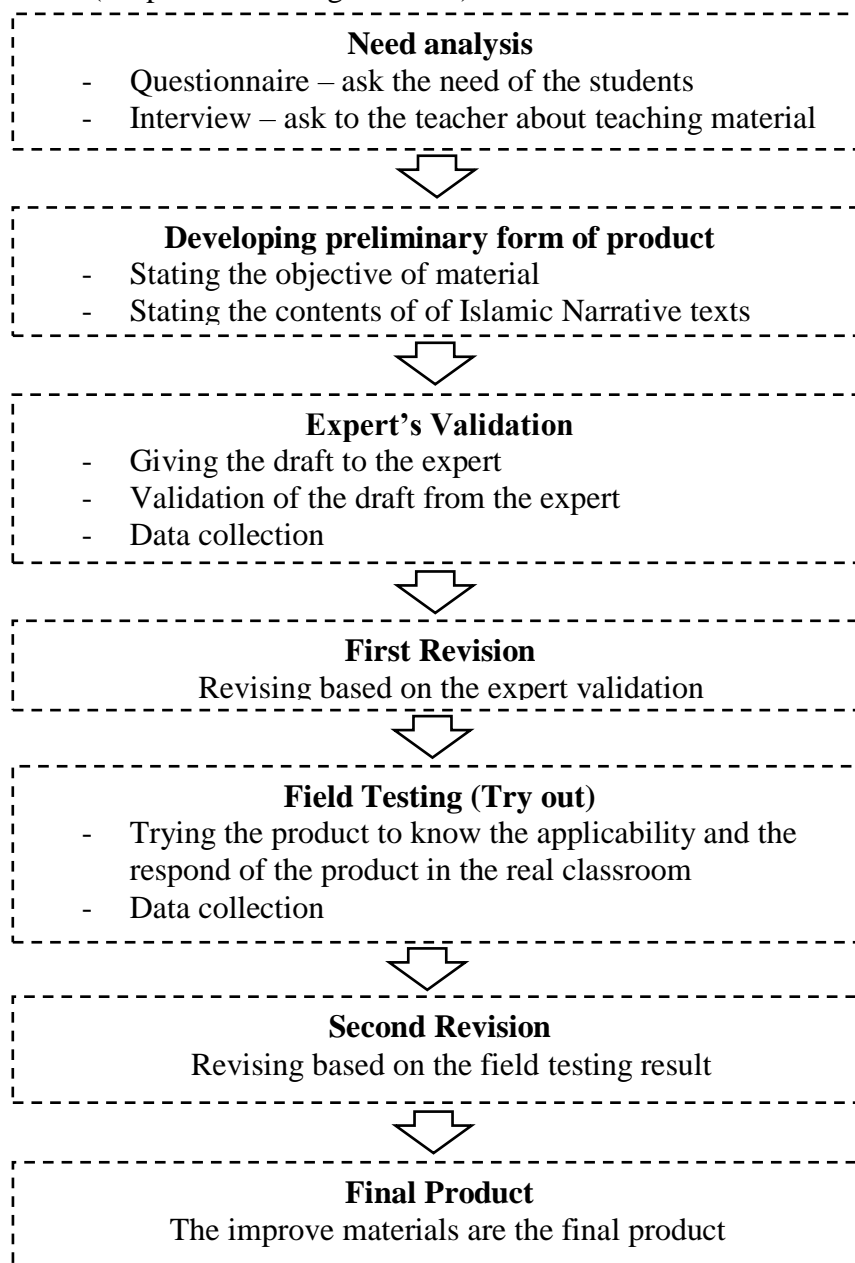 Need analysis
- Questionnaire – ask the need of the students
- Interview – ask to the teacher about teaching material
Developing preliminary form of product
- Stating the objective of material
- Stating the contents of of Islamic Narrative texts
Expert’s Validation
- Giving the draft to the expert
- Validation of the draft from the expert
- Data collection
First Revision
Revising based on the expert validation
Field Testing (Try out)
- Trying the product to know the applicability and the
respond of the product in the real classroom
- Data collection
Second Revision
Revising based on the field testing result
Final Product
The improve materials are the final product